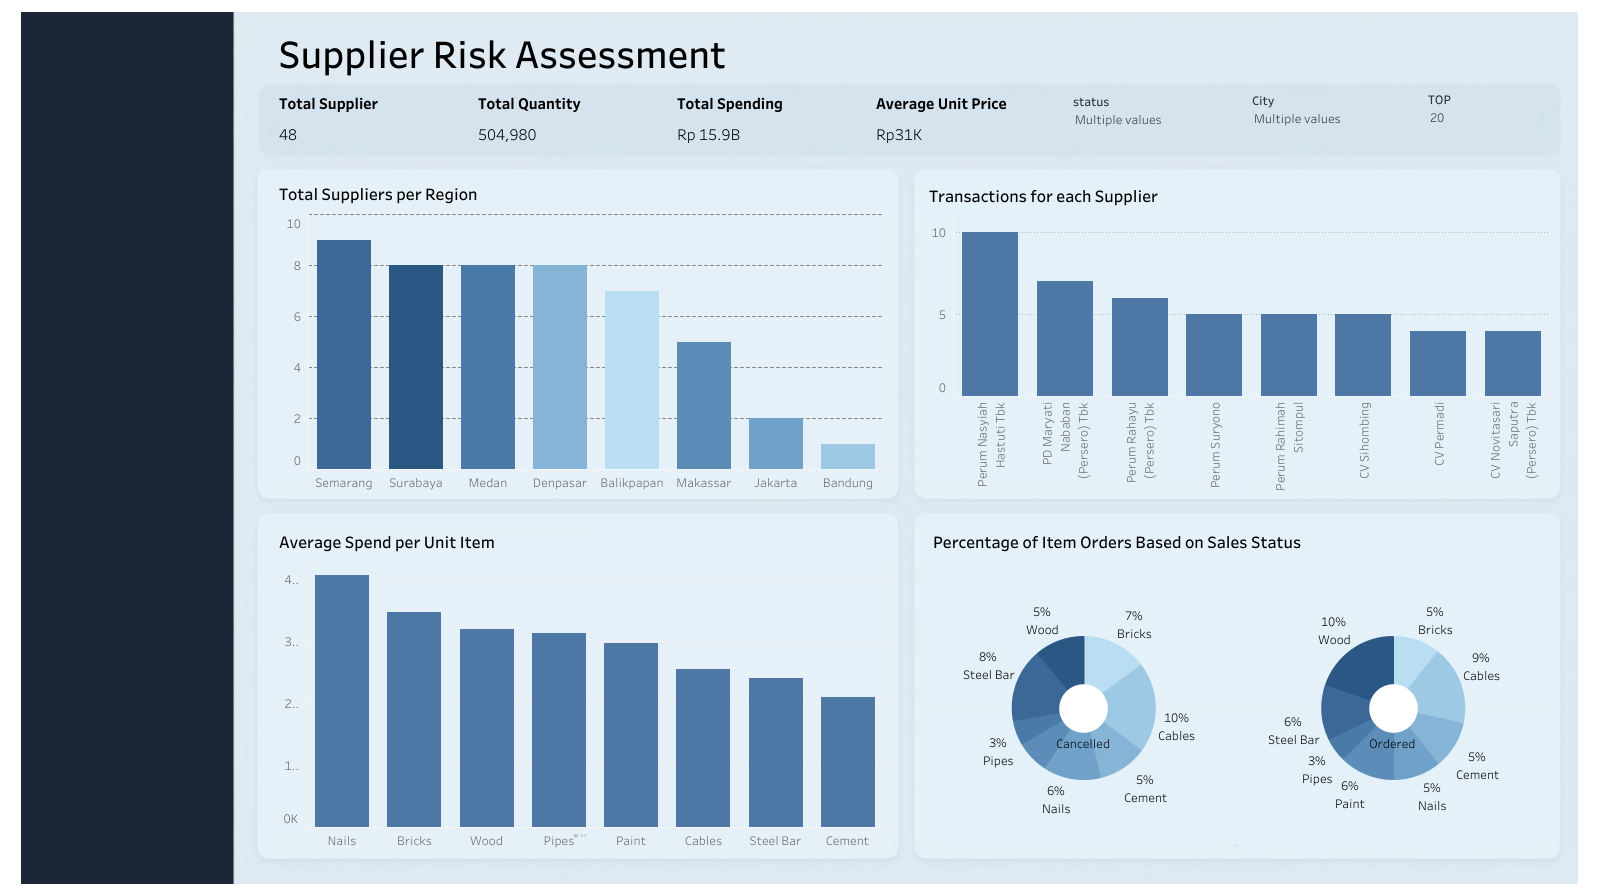 Supplier Risk Assessment
Total Supplier
48
Total Quantity
504,980
Total Spending
Rp 15.9B
Average Unit Price
Rp31K
status
Multiple values
City
Multiple values
TOP
20
Total Suppliers per Region
10
8
6
4
2
0
Semarang
Surabaya
Medan
Denpasar
Balikpapan
Makassar
Jakarta
Bandung
Transactions for each Supplier
10
5
0
Perum Nasyiah
Hastuti Tbk
PD Maryati
Nababan
(Persero) Tbk
Perum Rahayu
(Persero) Tbk
Perum Suryono
Perum Rahimah
Sitompul
CV Sihombing
CV Permadi
CV Novitasari
Saputra
(Persero) Tbk
Average Spend per Unit Item
4..
3..
2..
1..
0K
Nails
Bricks
Wood
Pipes
Paint
Cables
Steel Bar
Cement
Percentage of Item Orders Based on Sales Status
5%
Wood
7%
Bricks
8%
Steel Bar
10%
Cables
3%
Pipes
Cancelled
5%
Cement
6%
Nails
10%
Wood
5%
Bricks
9%
Cables
6%
Steel Bar
Ordered
3%
Pipes
5%
Cement
6%
Paint
5%
Nails